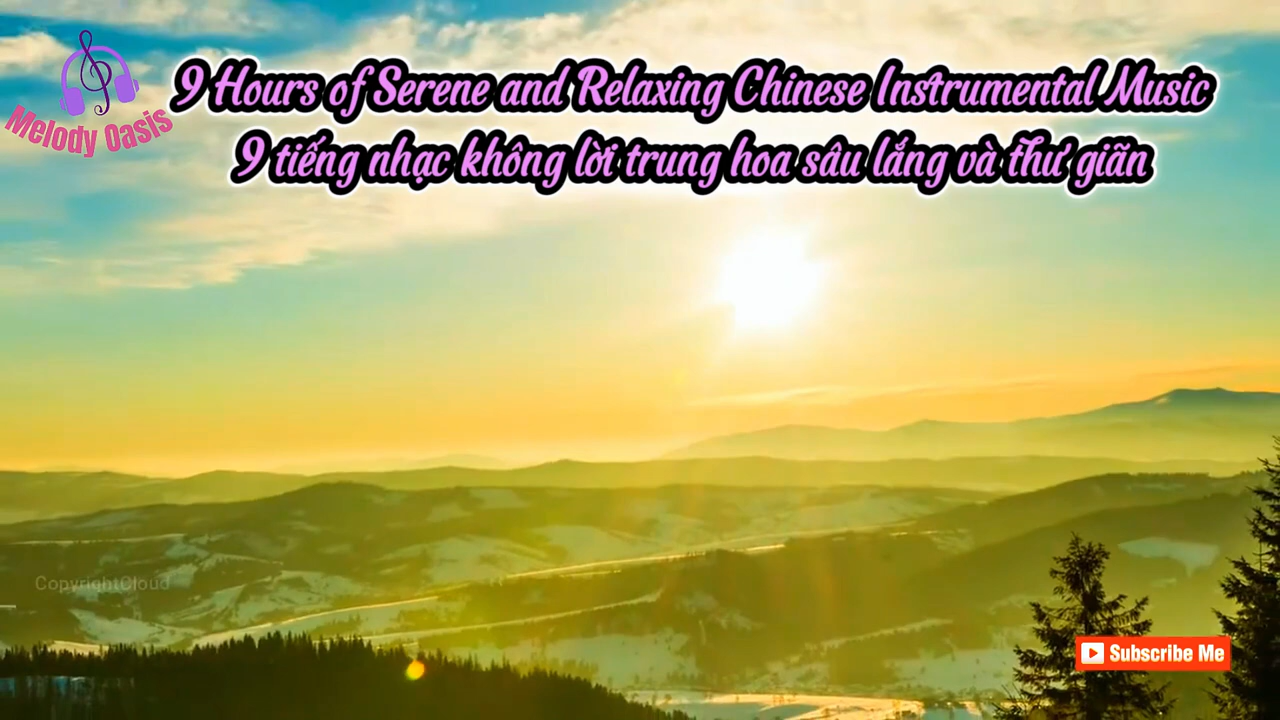 9 Hours of Serene and Relaxing Chinese Instrumental Music
9 tiếng nhạc không lời trung hoa sâu lắng và thư giãn
Melody Oasis
CopyrightCloud
Subscribe Me